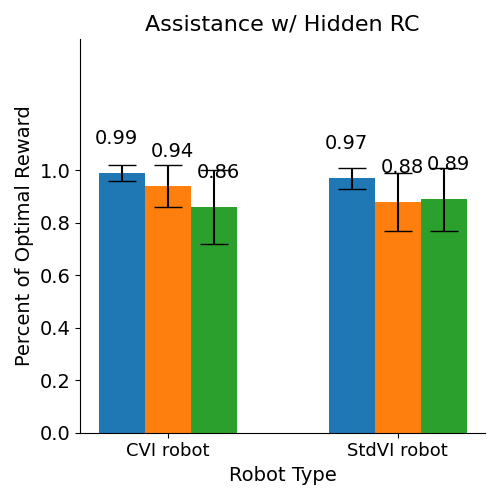 Assistance w/ Hidden RC
Percent of Optimal Reward
1.0
0.8
0.6
0.4
0.2
0.0
0.99
0.94
0.86
0.97
0.88
0.89
CVI robot
StdVI robot
Robot Type